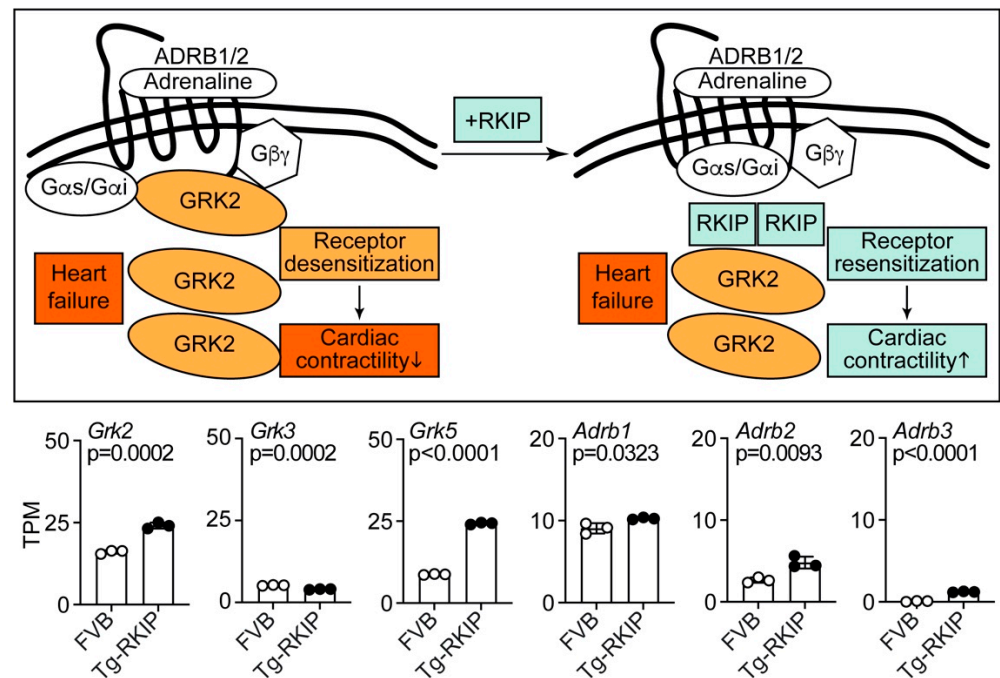 ADRB1/2
Adrenaline
Gβγ
Gαs/Gαi
GRK2
Receptor
desensitization
Heart
failure
GRK2
GRK2
Cardiac
contractility↓
+RKIP
ADRB1/2
Adrenaline
Gβγ
Gαs/Gαi
RKIP
RKIP
Receptor
resensitization
Heart
failure
GRK2
GRK2
Cardiac
contractility↑
TPM
Grk2
p=0.0002
50
25
0
FVB
Tg-RKIP
Grk3
p=0.0002
50
25
0
FVB
Tg-RKIP
Grk5
p<0.0001
50
25
0
FVB
Tg-RKIP
Adrb1
p=0.0323
20
10
0
FVB
Tg-RKIP
Adrb2
p=0.0093
20
10
0
FVB
Tg-RKIP
Adrb3
p<0.0001
20
10
0
FVB
Tg-RKIP